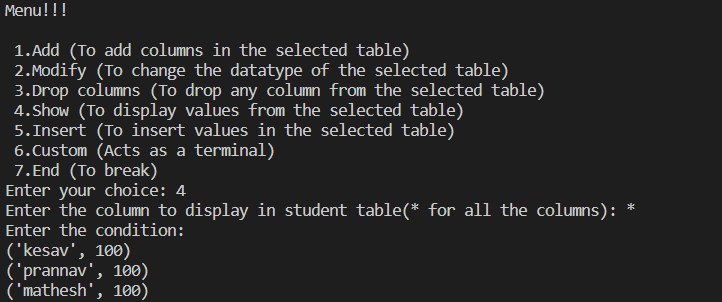 Menu!!!
1.Add (To add columns in the selected table)
2.Modify (To change the datatype of the selected table)
3.Drop columns (To drop any column from the selected table)
4.Show (To display values from the selected table)
5.Insert (To insert values in the selected table)
6.Custom (Acts as a terminal)
7.End (To break)
Enter your choice: 4
Enter the column to display in student table(* for all the columns): *
Enter the condition:
('kesav', 100)
('prannav', 100)
('mathesh', 100)